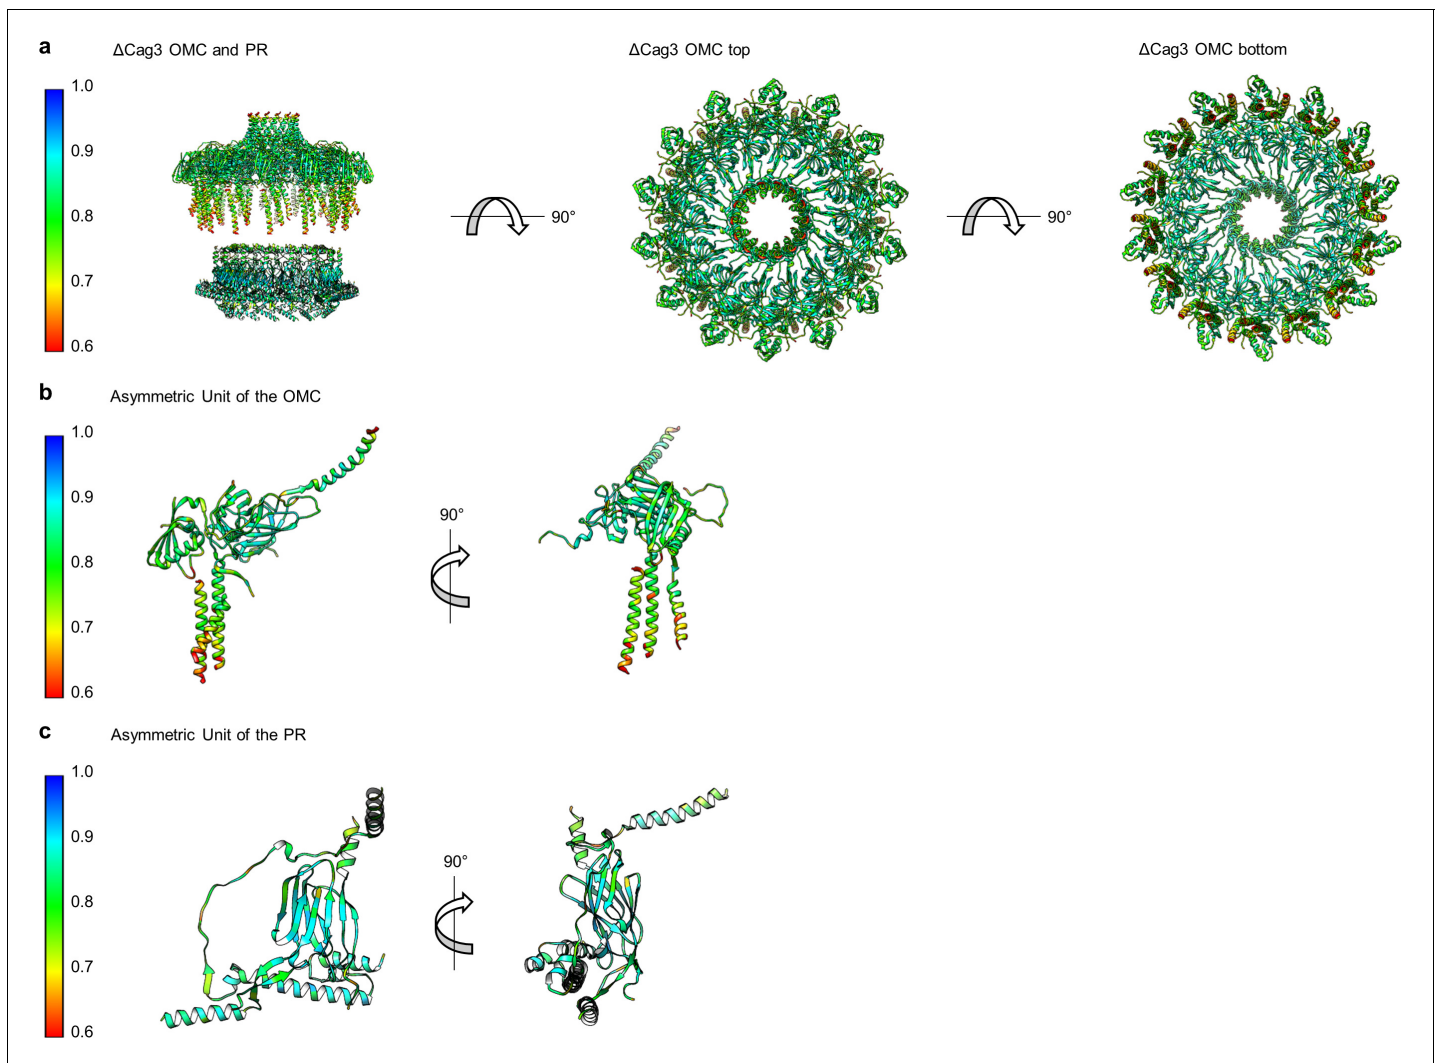 a
ΔCag3 OMC and PR
ΔCag3 OMC top
ΔCag3 OMC bottom
1.0
0.9
0.8
0.7
0.6
90°
90°
b
Asymmetric Unit of the OMC
1.0
0.9
0.8
0.7
0.6
90°
c
Asymmetric Unit of the PR
1.0
0.9
0.8
0.7
0.6
90°